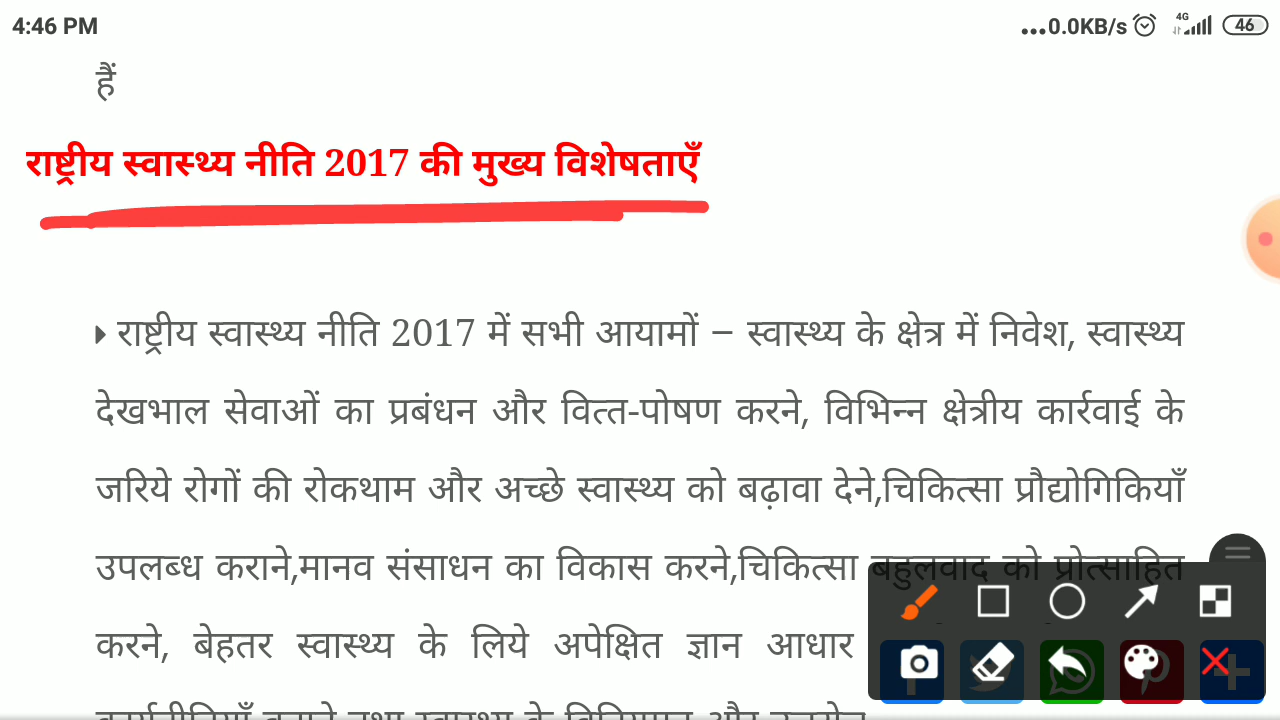 4:46 PM
...0.0KB/s 4G 46
हैं
राष्ट्रीय स्वास्थ्य नीति 2017 की मुख्य विशेषताएँ
राष्ट्रीय स्वास्थ्य नीति 2017 में सभी आयामों – स्वास्थ्य के क्षेत्र में निवेश, स्वास्थ्य
देखभाल सेवाओं का प्रबंधन और वित्त-पोषण करने, विभिन्न क्षेत्रीय कार्रवाई के
जरिये रोगों की रोकथाम और अच्छे स्वास्थ्य को बढ़ावा देने,चिकित्सा प्रौद्योगिकियाँ
उपलब्ध कराने,मानव संसाधन का विकास करने,चिकित्सा बहुलवाद को प्रोत्साहित
करने, बेहतर स्वास्थ्य के लिये अपेक्षित ज्ञान आधार